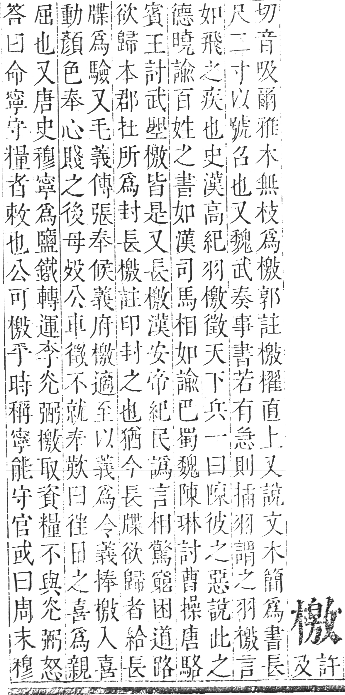 檄許及
切音吸爾雅木無枝爲檄郭註檄櫂直上又說文木簡爲書長
尺二寸以號名也又魏武奏事書若有急則插羽謂之羽檄言
如飛之疾也史漢高紀羽檄徵天下兵一曰陳彼之惡說此之
德曉諭百姓之書如漢司馬相如諭巴蜀魏陳琳討曹操唐駱
賓王討武曌檄皆是又長檄漢安帝紀民譌言相驚窮困道路
欲歸本郡在所爲封長檄註印封之也猶今長牒欲歸者給長
牒爲驗又毛義傳張奉候義府檄適至以義爲令義捧檄入喜
動顏色奉心賤之後母歿公車徵不就奉歎曰徃日之喜爲親
屈也又唐史穆寧爲鹽鐵轉運李光弼檄取資糧不與光弼怒
答曰命寧守糧者敕也公可檄乎時稱寧能守官或曰周末穆